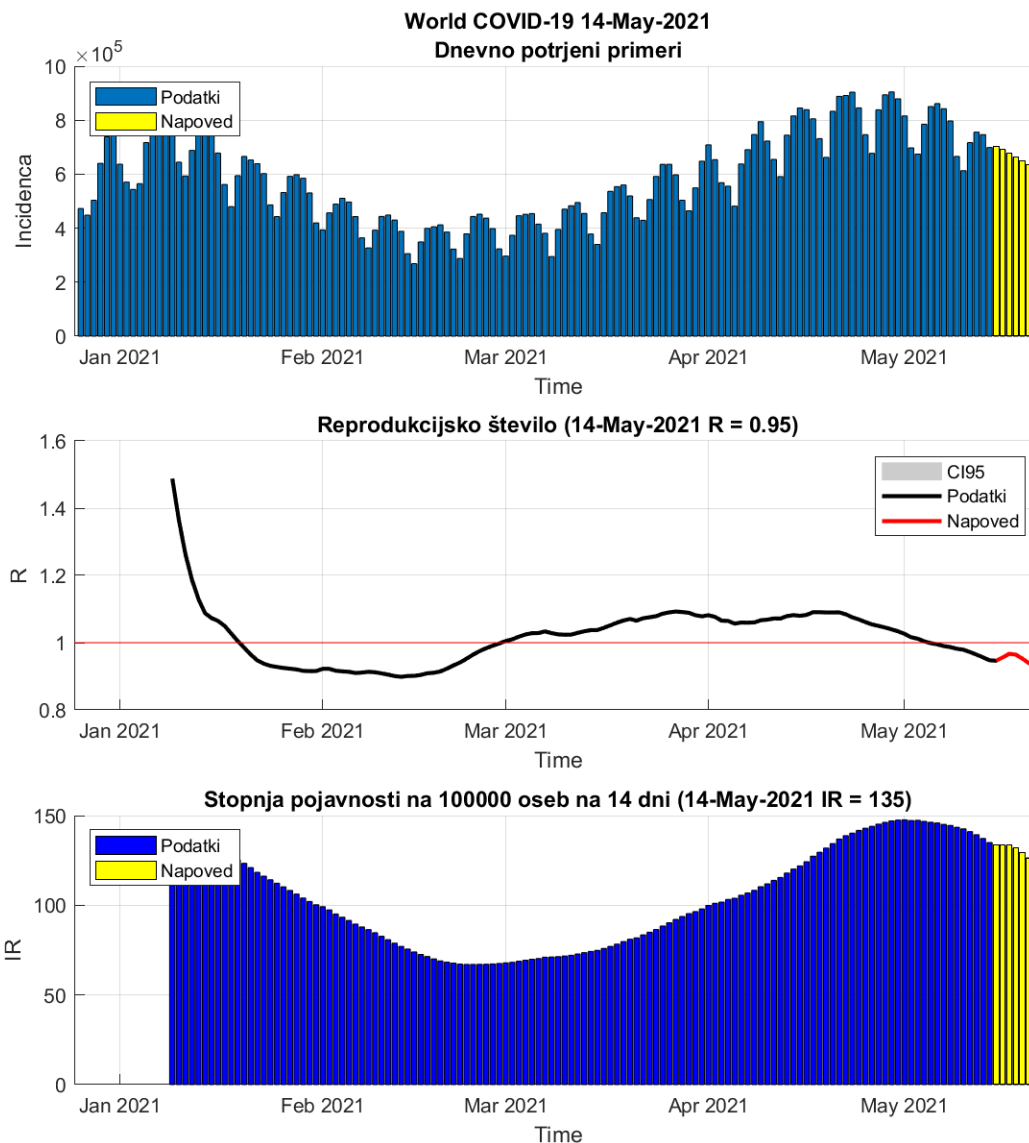 World COVID-19 14-May-2021
Dnevno potrjeni primeri
×10^5
10
8
6
4
2
0
Incidenca
Podatki
Napoved
Jan 2021 Feb 2021 Mar 2021 Apr 2021 May 2021
Time
Reprodukcijsko število (14-May-2021 R = 0.95)
1.6
1.4
1.2
1
0.8
R
CI95
Podatki
Napoved
Jan 2021 Feb 2021 Mar 2021 Apr 2021 May 2021
Time
Stopnja pojavnosti na 100000 oseb na 14 dni (14-May-2021 IR = 135)
150
100
50
0
IR
Podatki
Napoved
Jan 2021 Feb 2021 Mar 2021 Apr 2021 May 2021
Time